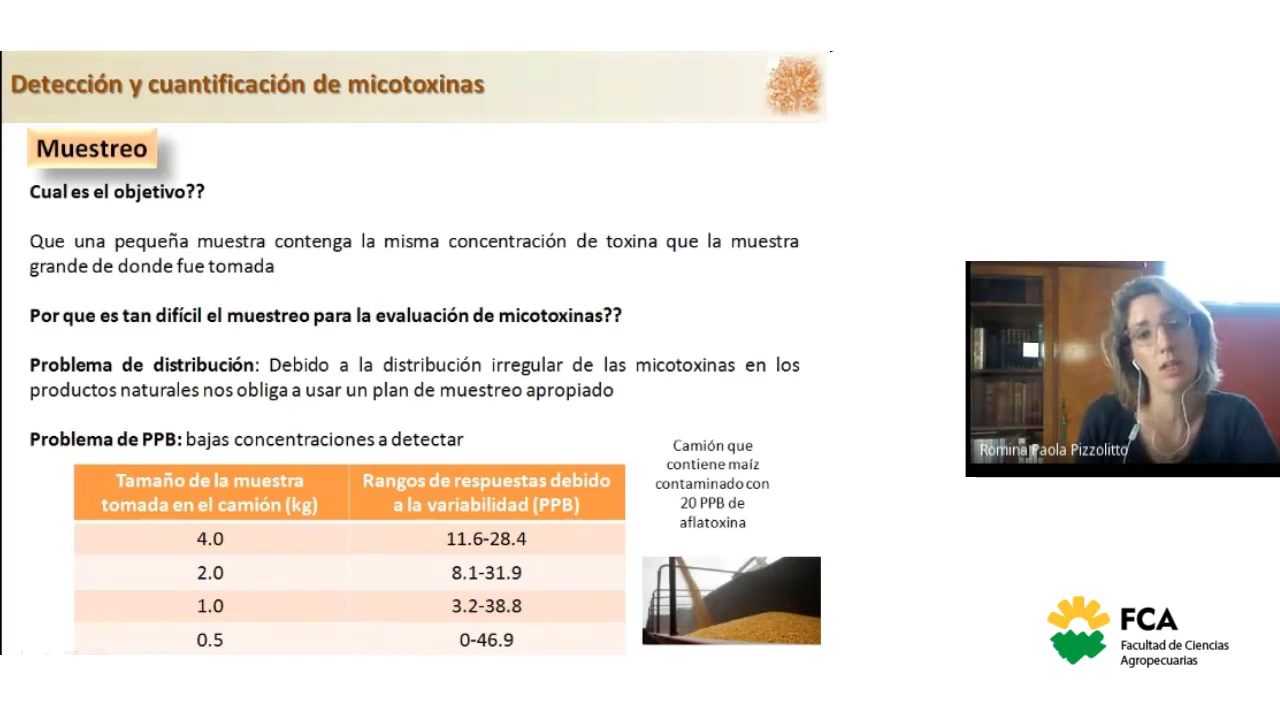 Detección y cuantificación de micotoxinas
Muestreo
Cual es el objetivo??
Que una pequeña muestra contenga la misma concentración de toxina que la muestra
grande de donde fue tomada
Por que es tan difícil el muestreo para la evaluación de micotoxinas??
Problema de distribución: Debido a la distribución irregular de las micotoxinas en los
productos naturales nos obliga a usar un plan de muestreo apropiado
Problema de PPB: bajas concentraciones a detectar
Tamaño de la muestra
tomada en el camión (kg)
Rangos de respuestas debido
a la variabilidad (PPB)
4.0 11.6-28.4
2.0 8.1-31.9
1.0 3.2-38.8
0.5 0-46.9
Camión que
contiene maíz
contaminado con
20 PPB de
aflatoxina
Romina Paola Pizzolitto
FCA
Facultad de Ciencias
Agropecuarias